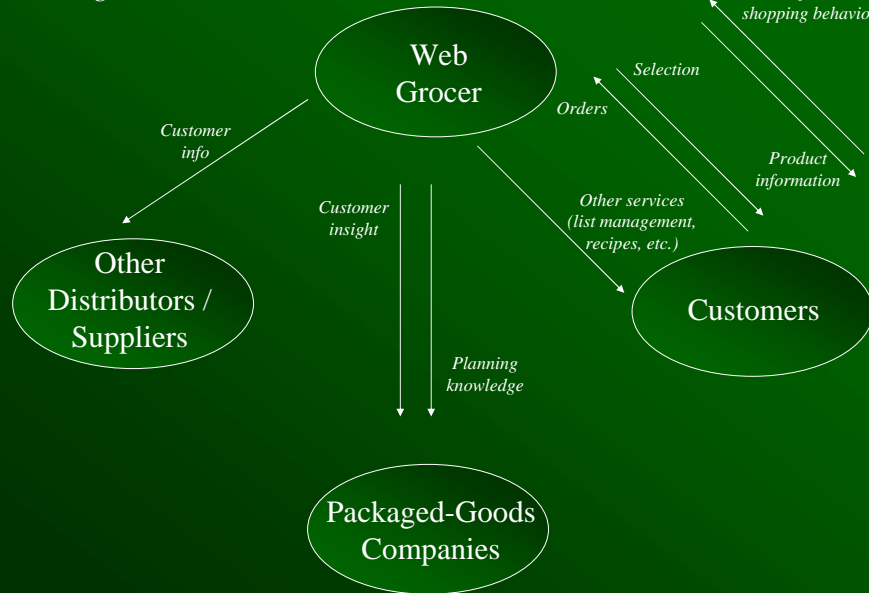 shopping behavio
Web
Grocer
Selection
Orders
Customer
info
Product
information
Customer
insight
Other services
(list management,
recipes, etc.)
Other
Distributors /
Suppliers
Customers
Planning
knowledge
Packaged-Goods
Companies